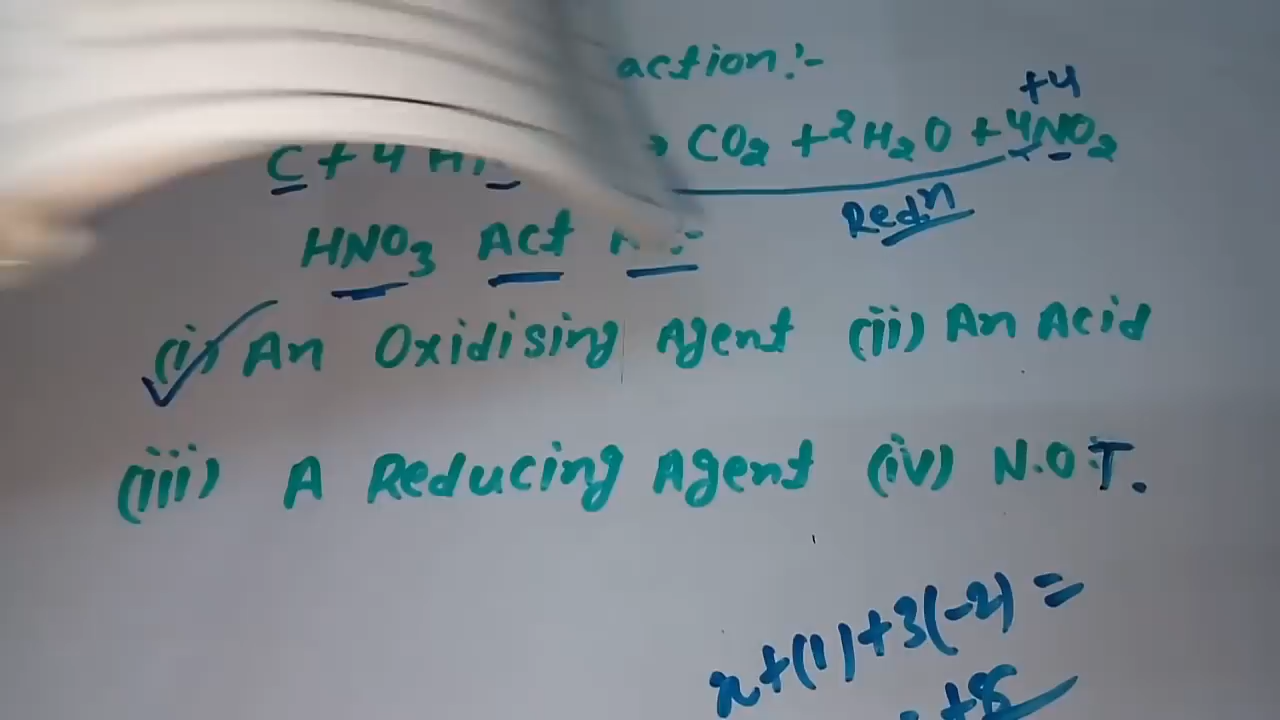 action:-
+4
C + 4 H CO2 + 2H2O + 4NO2
Redn
HNO3 Act
(i) An Oxidising Agent (ii) An Acid
(iii) A Reducing Agent (iv) N.O.T.
x+(1)+3(-2) =